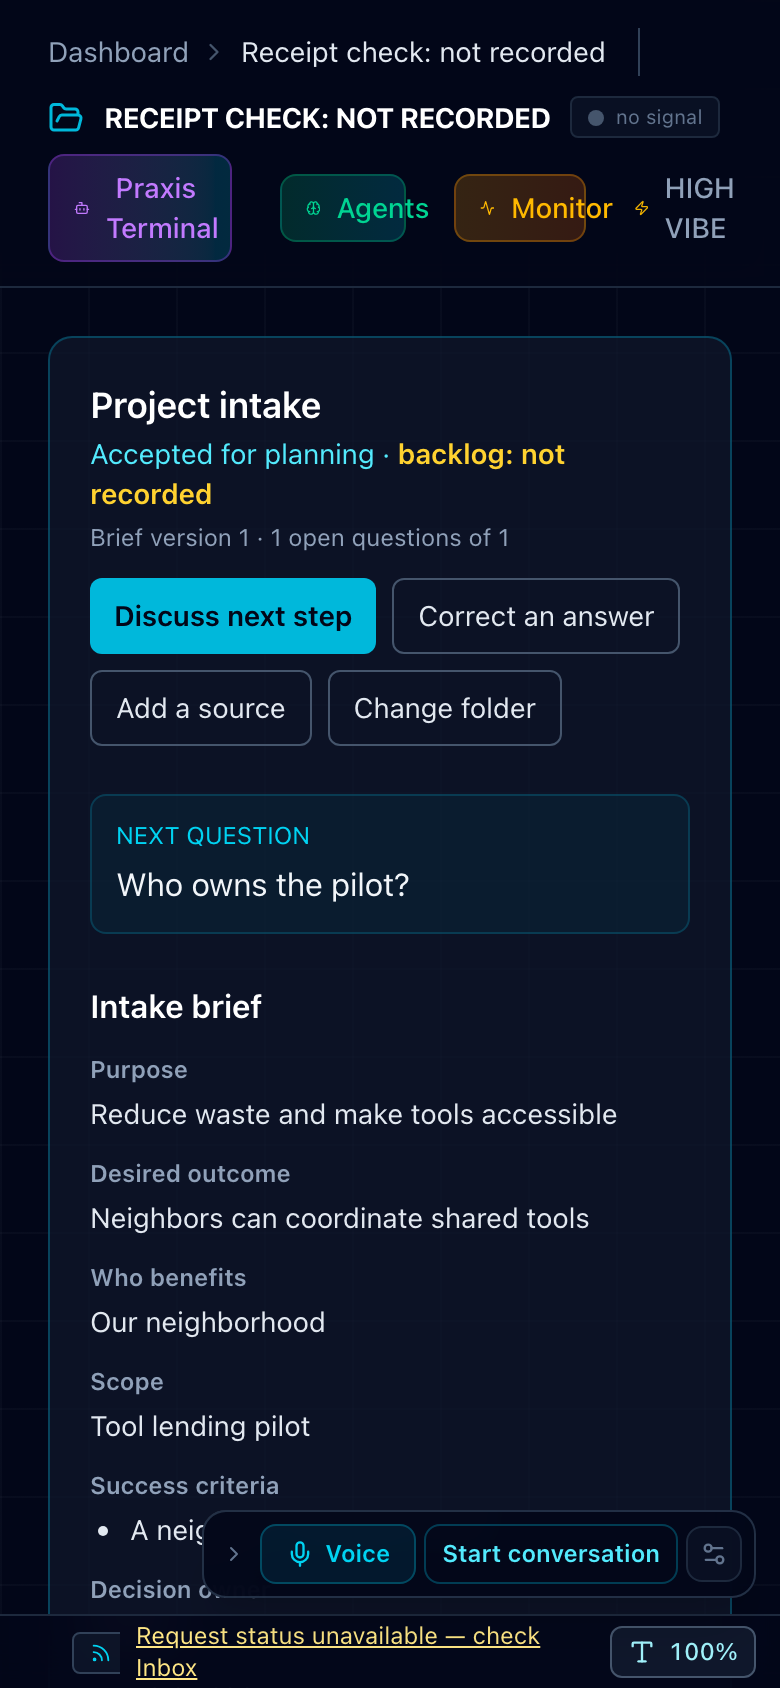 Dashboard > Receipt check: not recorded
RECEIPT CHECK: NOT RECORDED
no signal
Praxis
Terminal
Agents
Monitor
HIGH
VIBE
Project intake
Accepted for planning · backlog: not
recorded
Brief version 1 · 1 open questions of 1
Discuss next step
Correct an answer
Add a source
Change folder
NEXT QUESTION
Who owns the pilot?
Intake brief
Purpose
Reduce waste and make tools accessible
Desired outcome
Neighbors can coordinate shared tools
Who benefits
Our neighborhood
Scope
Tool lending pilot
Success criteria
• A
Voice
Start conversation
Decision
Request status unavailable — check
Inbox
100%